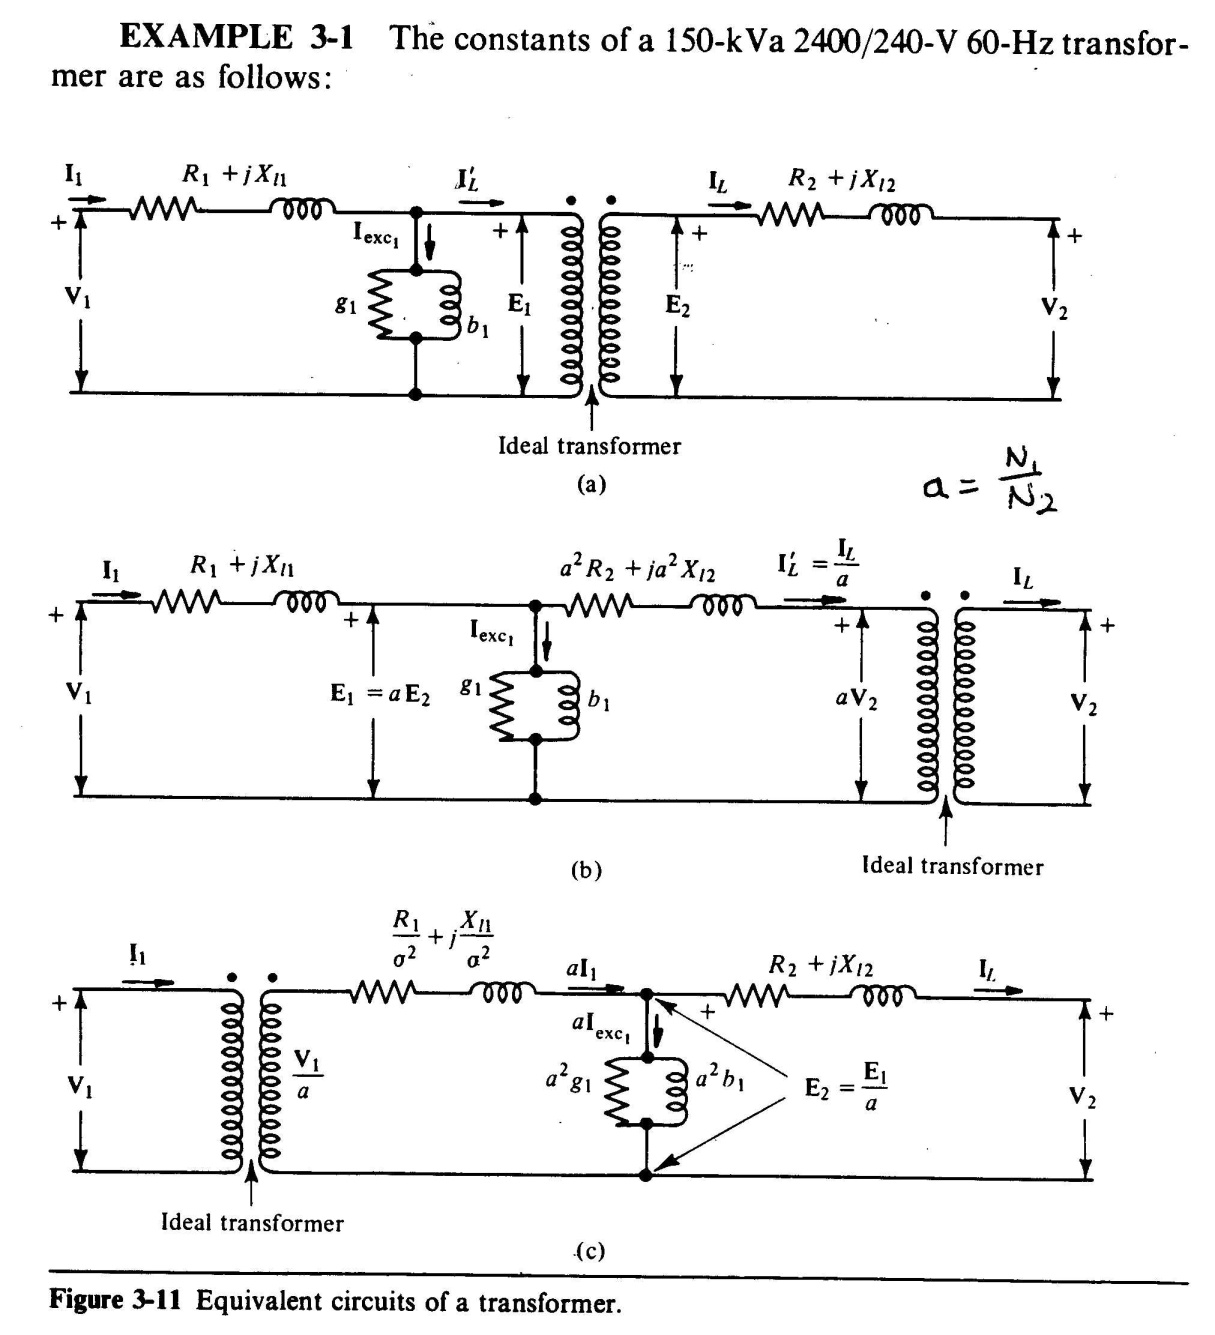 EXAMPLE 3-1 The constants of a 150-kVa 2400/240-V 60-Hz transfor-
mer are as follows:
I₁ R₁ + jXₗ₁ I′L IL R₂ + jXₗ₂
+ Iexc₁ + + +
V₁ g₁ b₁ E₁ E₂ V₂
Ideal transformer
(a)
a = N₁/N₂
I₁ R₁ + jXₗ₁ a²R₂ + ja²Xₗ₂ I′L = IL/a IL
+ + Iexc₁ + +
V₁ E₁ = aE₂ g₁ b₁ aV₂ V₂
(b)
Ideal transformer
I₁ R₁/σ² + j Xₗ₁/a² aI₁ R₂ + jXₗ₂ IL
+ aIexc₁ + +
V₁ V₁/a a²g₁ a²b₁ E₂ = E₁/a V₂
Ideal transformer
(c)
Figure 3-11 Equivalent circuits of a transformer.